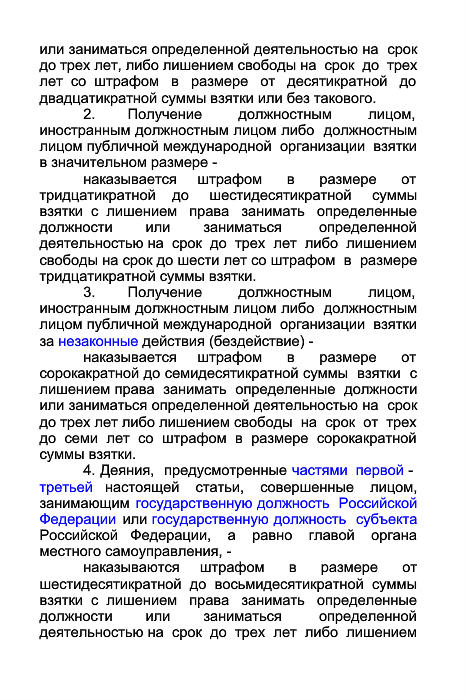 или заниматься определенной деятельностью на срок
до трех лет, либо лишением свободы на срок до трех
лет со штрафом в размере от десятикратной до
двадцатикратной суммы взятки или без такового.
2. Получение должностным лицом,
иностранным должностным лицом либо должностным
лицом публичной международной организации взятки
в значительном размере -
наказывается штрафом в размере от
тридцатикратной до шестидесятикратной суммы
взятки с лишением права занимать определенные
должности или заниматься определенной
деятельностью на срок до трех лет либо лишением
свободы на срок до шести лет со штрафом в размере
тридцатикратной суммы взятки.
3. Получение должностным лицом,
иностранным должностным лицом либо должностным
лицом публичной международной организации взятки
за незаконные действия (бездействие) -
наказывается штрафом в размере от
сорокакратной до семидесятикратной суммы взятки с
лишением права занимать определенные должности
или заниматься определенной деятельностью на срок
до трех лет либо лишением свободы на срок от трех
до семи лет со штрафом в размере сорокакратной
суммы взятки.
4. Деяния, предусмотренные частями первой -
третьей настоящей статьи, совершенные лицом,
занимающим государственную должность Российской
Федерации или государственную должность субъекта
Российской Федерации, а равно главой органа
местного самоуправления, -
наказываются штрафом в размере от
шестидесятикратной до восьмидесятикратной суммы
взятки с лишением права занимать определенные
должности или заниматься определенной
деятельностью на срок до трех лет либо лишением